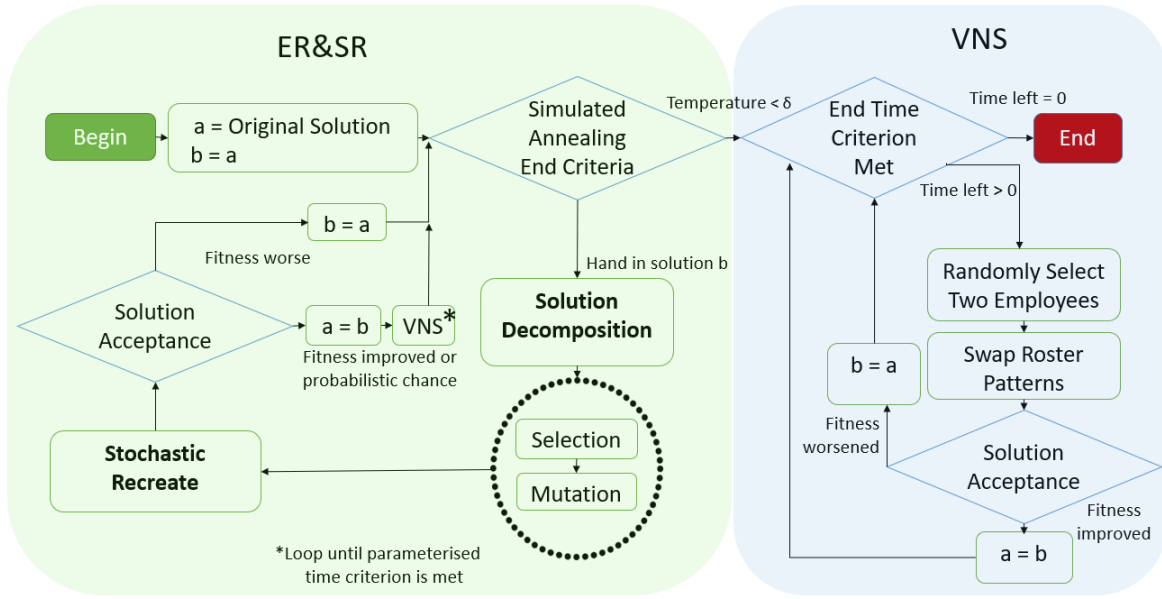 ER&SR
VNS
Begin
a = Original Solution
b = a
Simulated
Annealing
End Criteria
Temperature < δ
End Time
Criterion
Met
Time left = 0
End
Time left > 0
b = a
Fitness worse
Solution
Acceptance
a = b
VNS*
Fitness improved or
probabilistic chance
Hand in solution b
Solution
Decomposition
Selection
Mutation
Stochastic
Recreate
*Loop until parameterised
time criterion is met
Randomly Select
Two Employees
Swap Roster
Patterns
b = a
Fitness
worsened
Solution
Acceptance
Fitness
improved
a = b